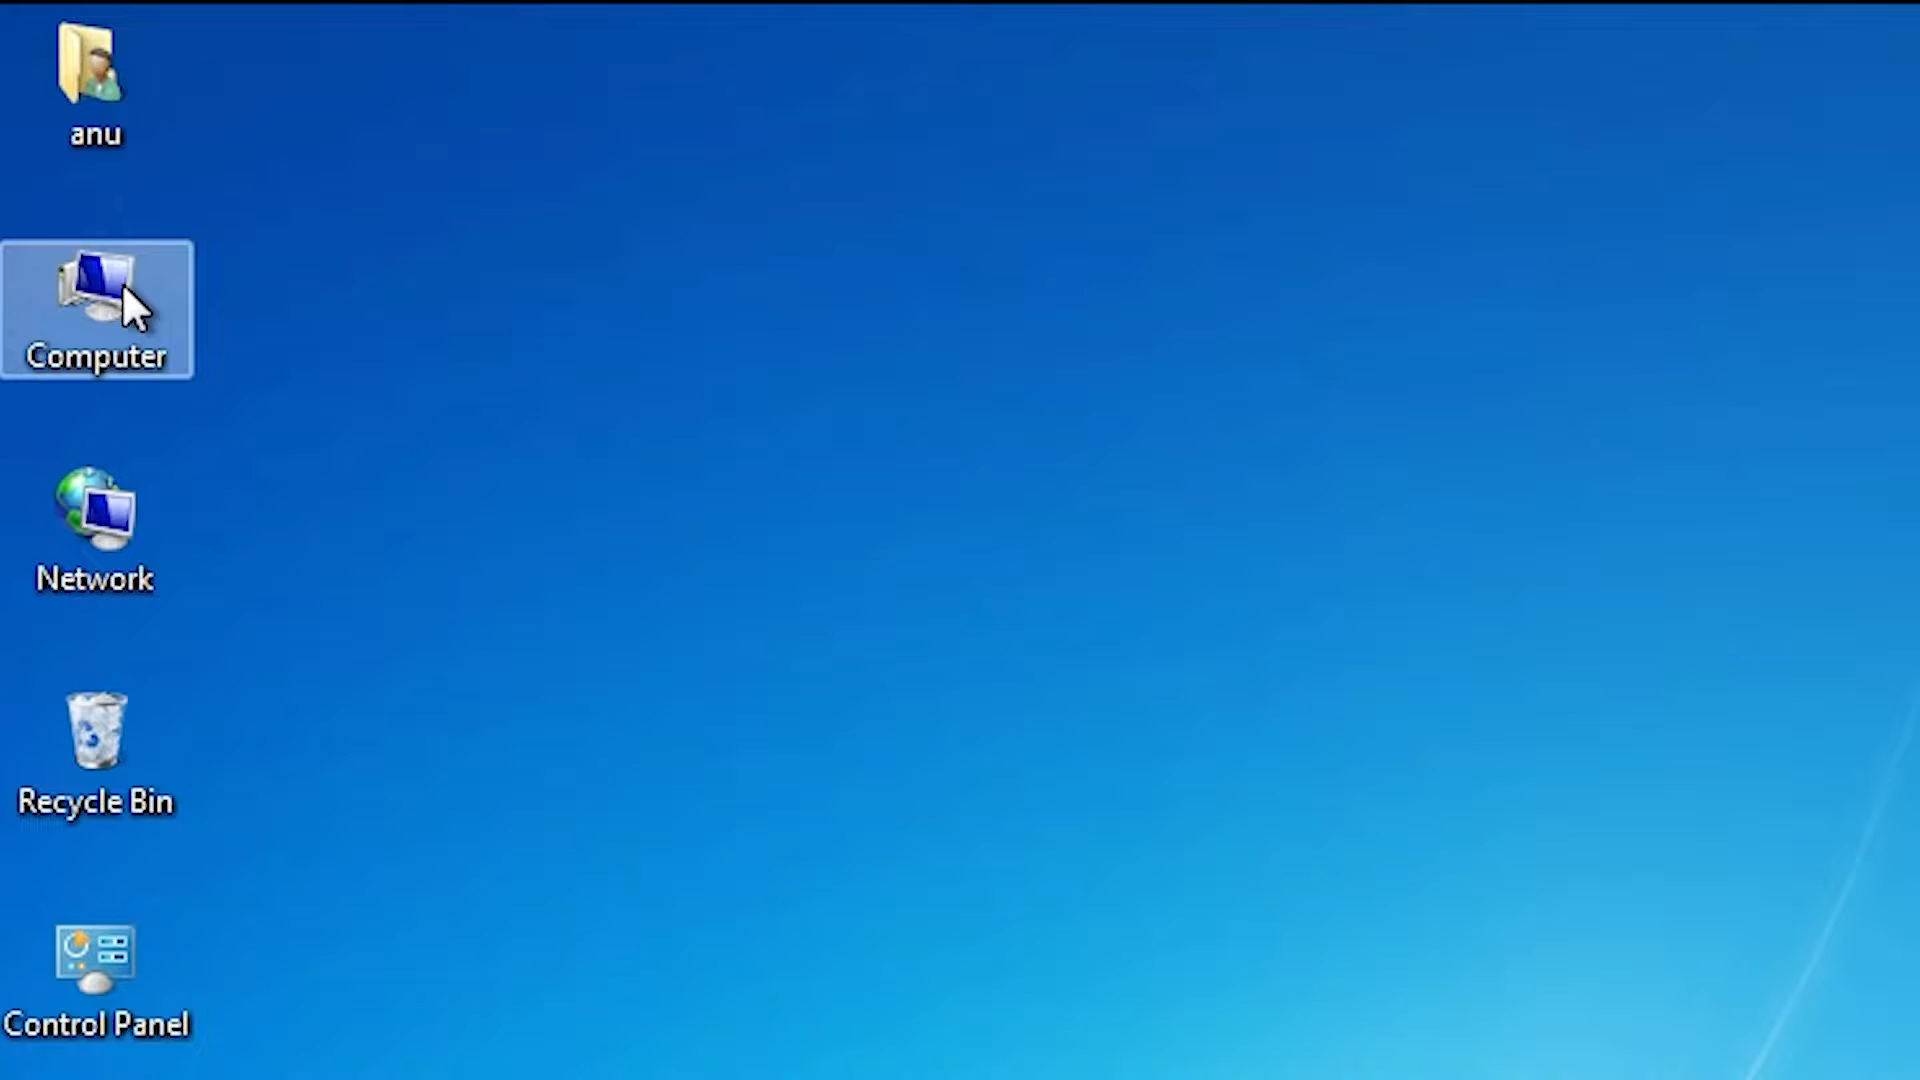 anu
Computer
Network
Recycle Bin
Control Panel